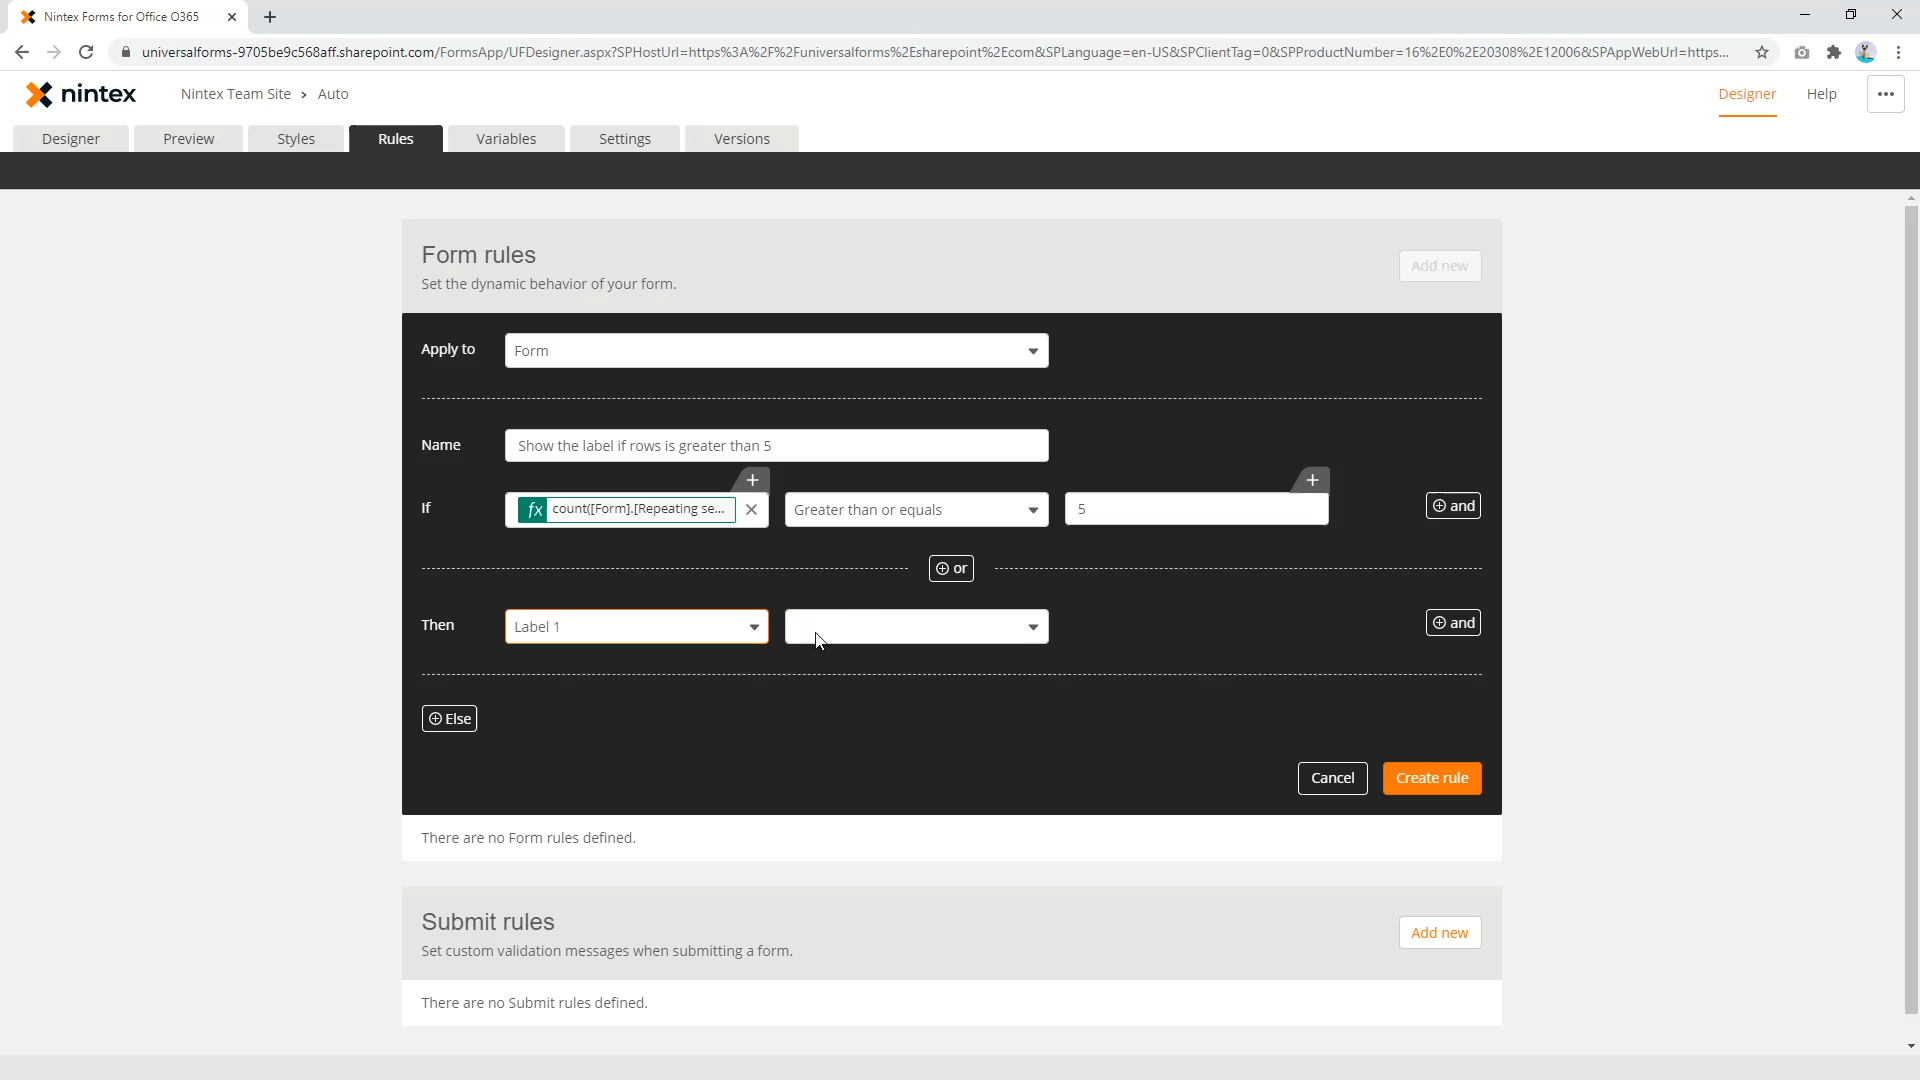 Nintex Forms for Office O365
universalforms-9705be9c568aff.sharepoint.com/FormsApp/UFDesigner.aspx?SPHostUrl=https%3A%2F%2Funiversalforms%2Esharepoint%2Ecom&SPLanguage=en-US&SPClientTag=0&SPProductNumber=16%2E0%2E20308%2E12006&SPAppWebUrl=https...
nintex
Nintex Team Site > Auto
Designer
Help
Designer
Preview
Styles
Rules
Variables
Settings
Versions
Form rules
Set the dynamic behavior of your form.
Add new
Apply to
Form
Name
Show the label if rows is greater than 5
If
fx count([Form].[Repeating se...
Greater than or equals
5
and
or
Then
Label 1
and
Else
Cancel
Create rule
There are no Form rules defined.
Submit rules
Set custom validation messages when submitting a form.
Add new
There are no Submit rules defined.